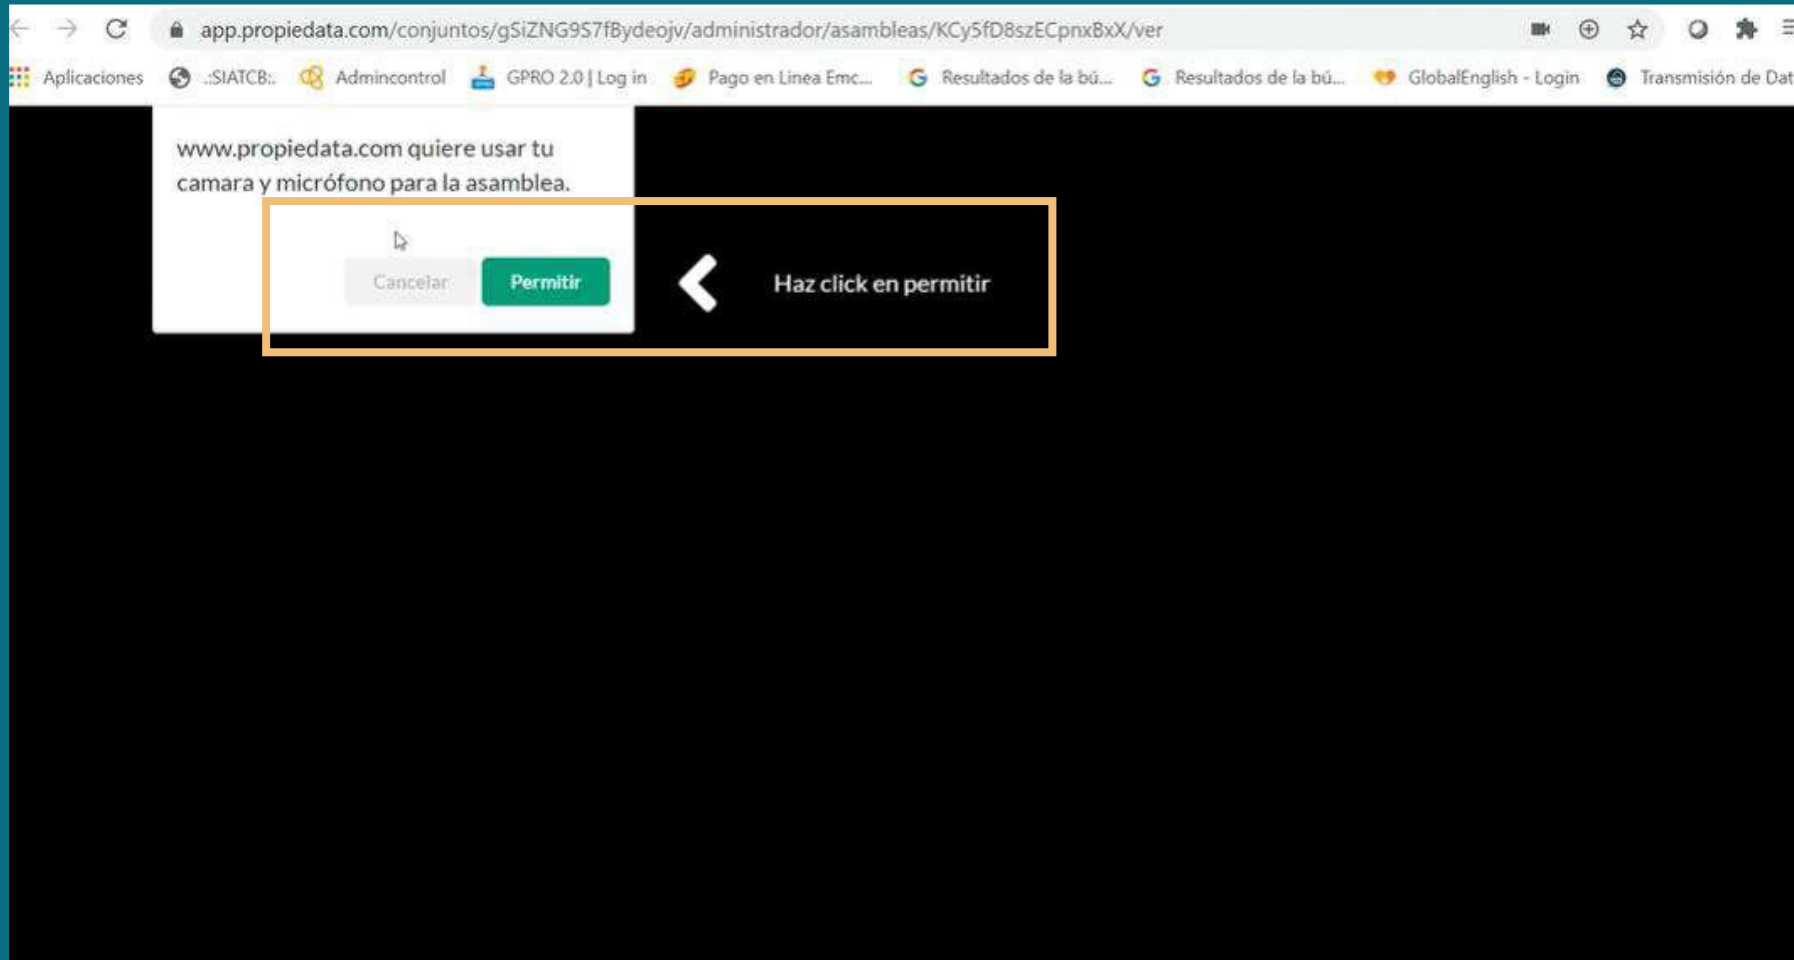 app.propiedata.com/conjuntos/gSiZNG9S7fBydeojv/administrador/asambleas/KCy5fD8szECpnxBxX/ver
Aplicaciones .:SIATCB:. Admincontrol GPRO 2.0 | Log in Pago en Linea Emc... Resultados de la bú... Resultados de la bú... GlobalEnglish - Login Transmisión de Dat
www.propiedata.com quiere usar tu
camara y micrófono para la asamblea.
Cancelar Permitir Haz click en permitir